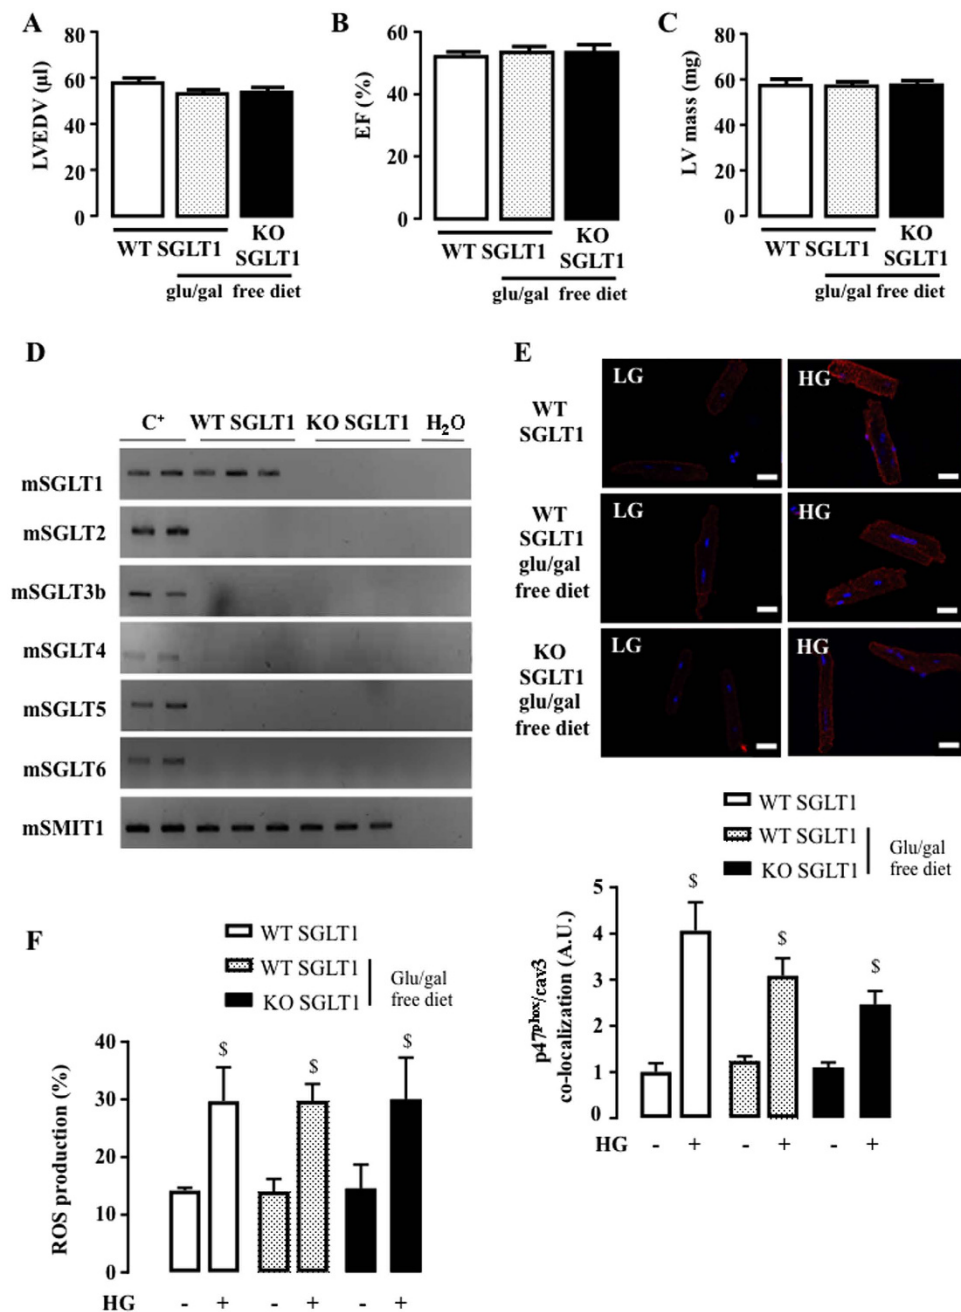 A
LVEDV (µl)
80
60
40
20
0
WT SGLT1
KO
SGLT1
glu/gal free diet
B
EF (%)
60
40
20
0
WT SGLT1
KO
SGLT1
glu/gal free diet
C
LV mass (mg)
80
60
40
20
0
WT SGLT1
KO
SGLT1
glu/gal free diet
D
C⁺ WT SGLT1 KO SGLT1 H₂O
mSGLT1
mSGLT2
mSGLT3b
mSGLT4
mSGLT5
mSGLT6
mSMIT1
E
WT
SGLT1
LG
HG
WT
SGLT1
glu/gal
free diet
LG
HG
KO
SGLT1
glu/gal
free diet
LG
HG
WT SGLT1
WT SGLT1
KO SGLT1
Glu/gal
free diet
p47ᵖʰᵒˣ/cav3
co-localization (A.U.)
5
4
3
2
1
0
$
$
$
HG - + - + - +
F
WT SGLT1
WT SGLT1
KO SGLT1
Glu/gal
free diet
ROS production (%)
40
30
20
10
0
$
$
$
HG - + - + - +